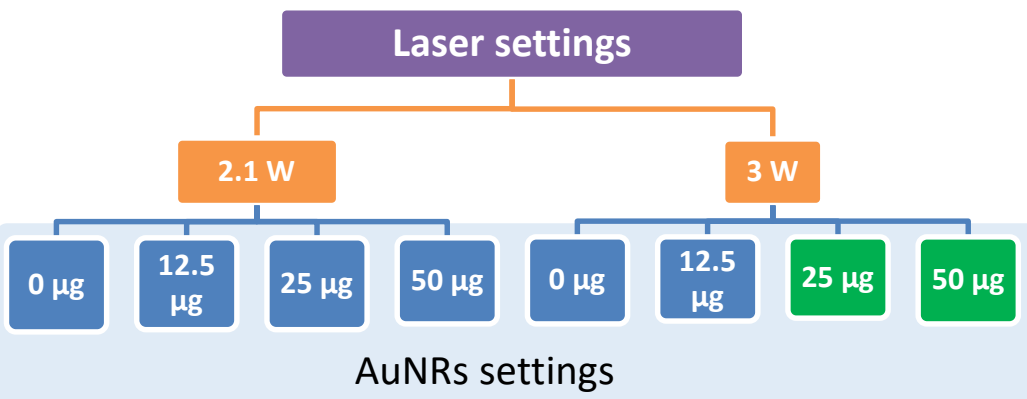 Laser settings
2.1 W
3 W
0 µg
12.5
µg
25 µg
50 µg
0 µg
12.5
µg
25 µg
50 µg
AuNRs settings